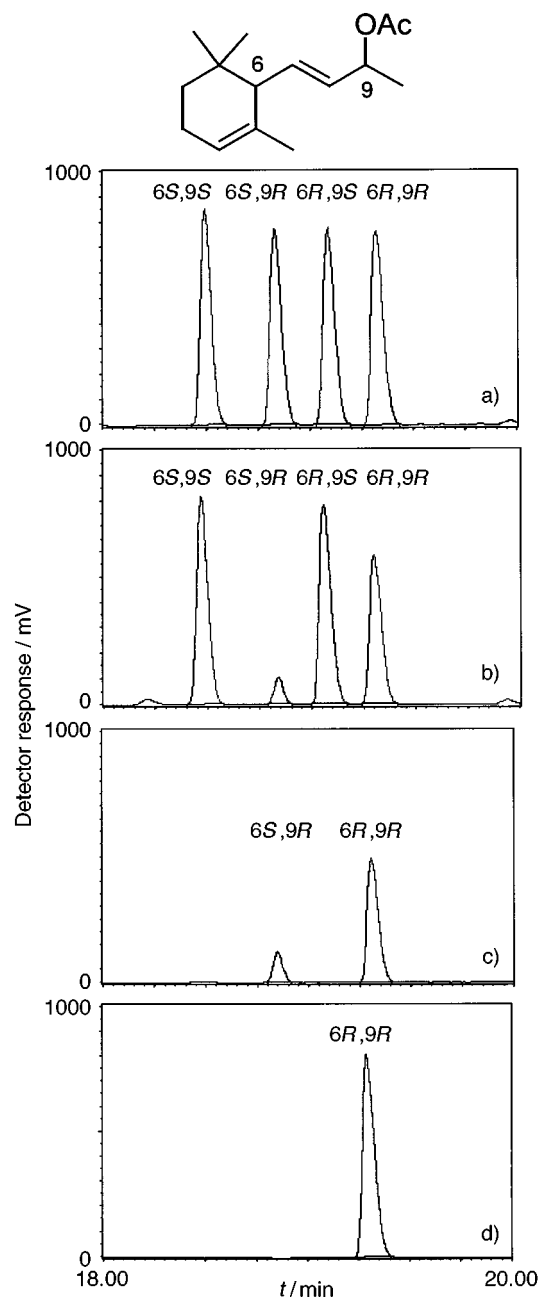 OAc
6
9
1000
6S,9S 6S,9R 6R,9S 6R,9R
a)
0
1000
6S,9S 6S,9R 6R,9S 6R,9R
b)
0
Detector response / mV
1000
6S,9R 6R,9R
c)
0
1000
6R,9R
d)
0
18.00 t/min 20.00